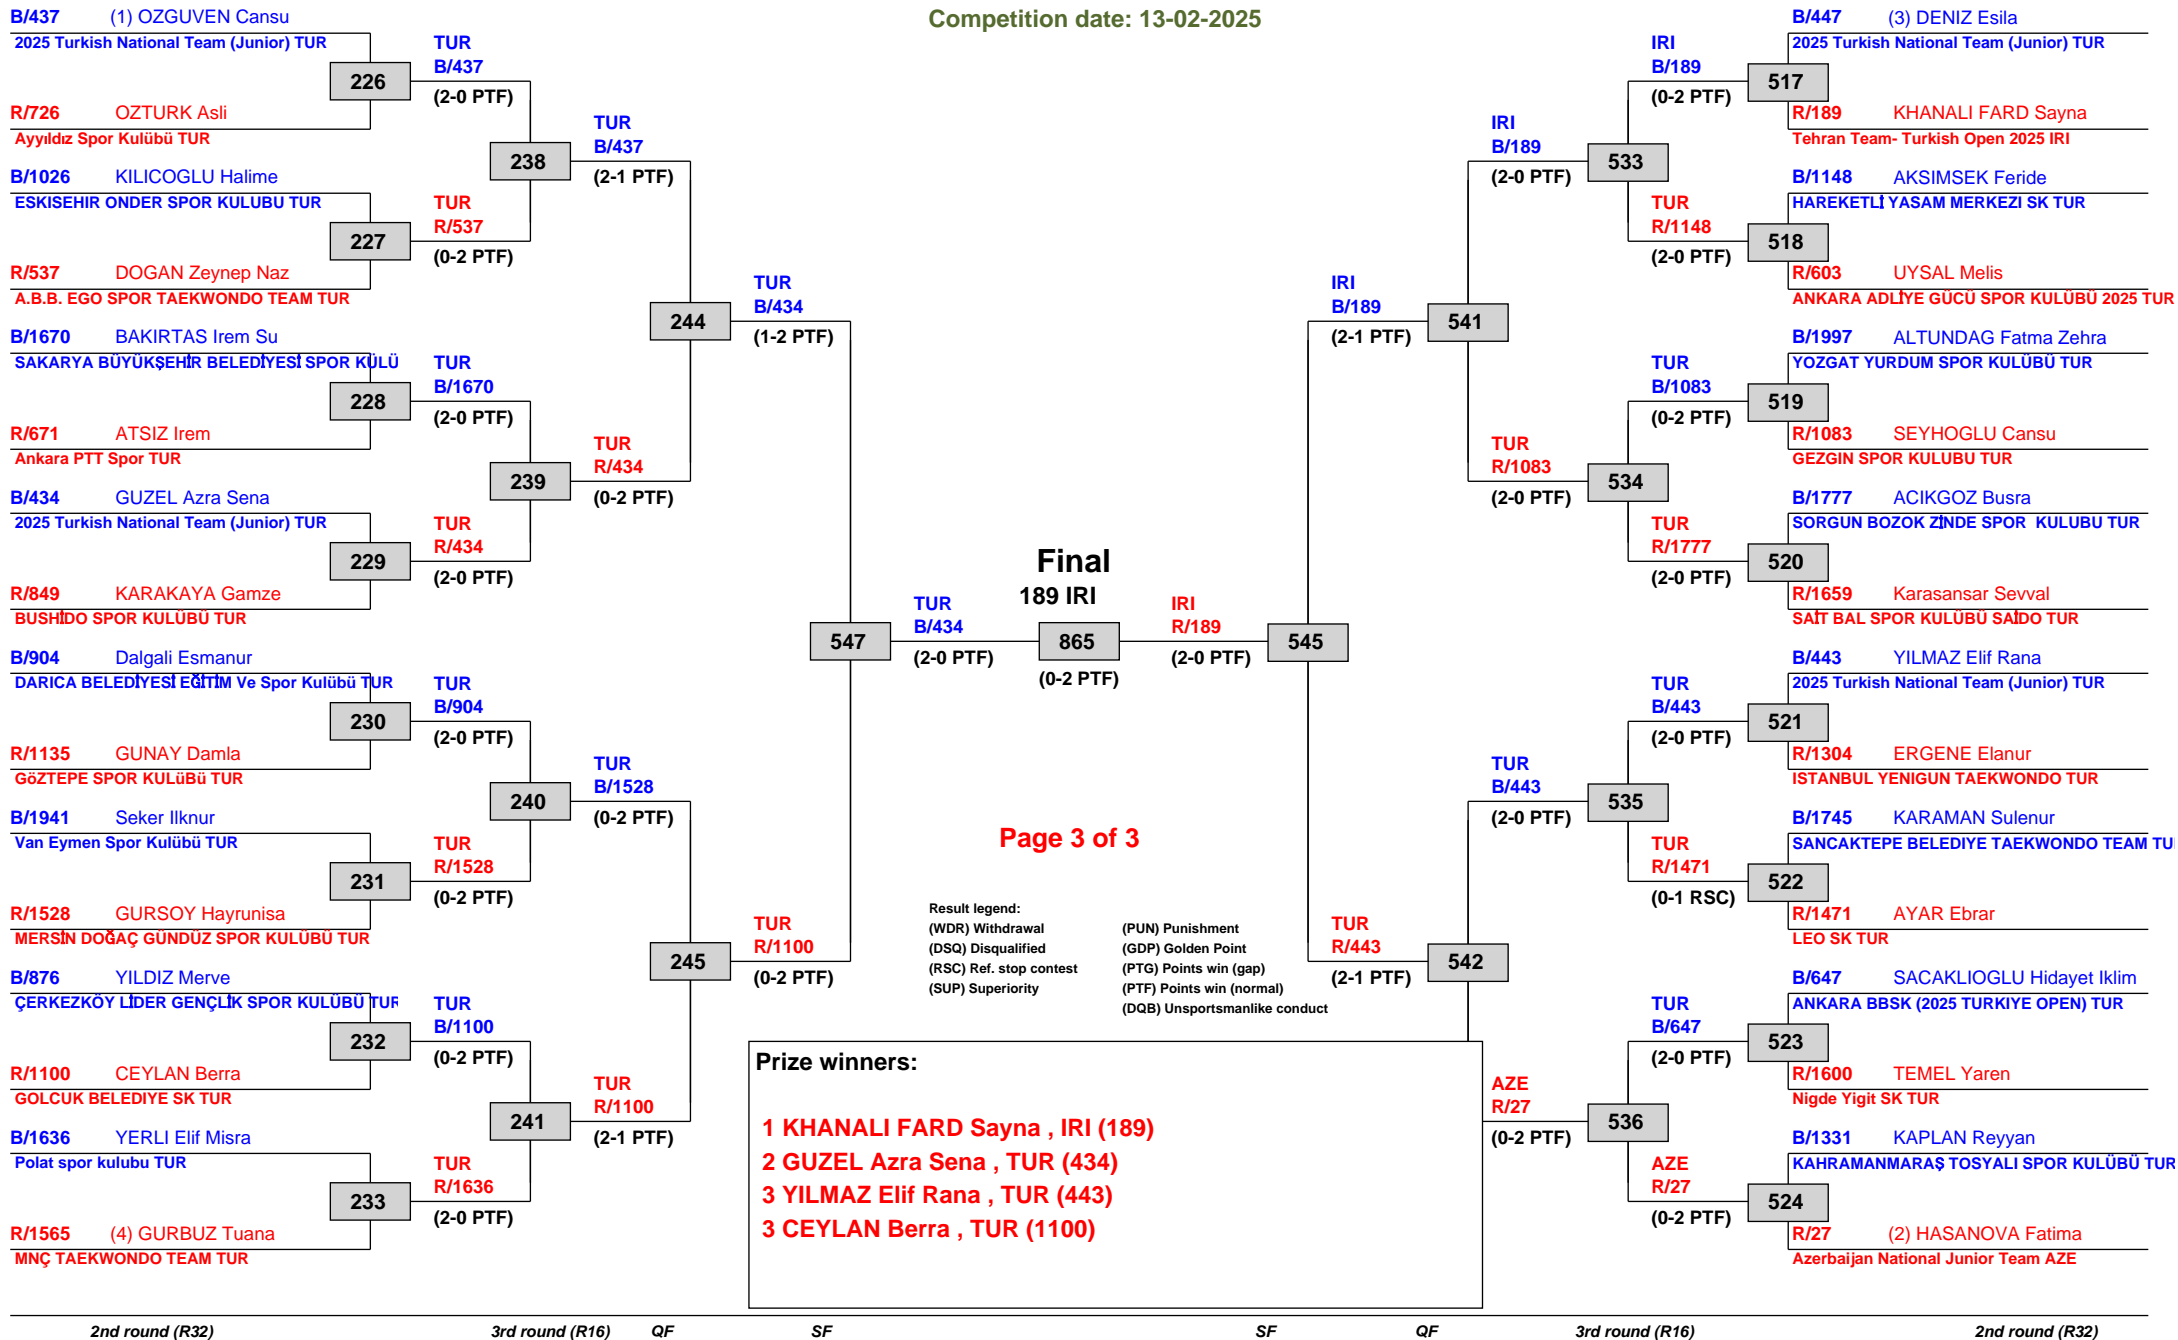 Competition date: 13-02-2025
B/437 (1) OZGUVEN Cansu
2025 Turkish National Team (Junior) TUR
226
R/726 OZTURK Asli
Ayyıldız Spor Kulübü TUR
B/1026 KILICOGLU Halime
ESKISEHIR ONDER SPOR KULUBU TUR
227
R/537 DOGAN Zeynep Naz
A.B.B. EGO SPOR TAEKWONDO TEAM TUR
B/1670 BAKIRTAS Irem Su
SAKARYA BÜYÜKŞEHİR BELEDİYESİ SPOR KULÜ
228
R/671 ATSIZ Irem
Ankara PTT Spor TUR
B/434 GUZEL Azra Sena
2025 Turkish National Team (Junior) TUR
229
R/849 KARAKAYA Gamze
BUSHİDO SPOR KULÜBÜ TUR
B/904 Dalgali Esmanur
DARICA BELEDİYESİ EĞİTİM Ve Spor Kulübü TUR
230
R/1135 GUNAY Damla
GöZTEPE SPOR KULüBü TUR
B/1941 Seker Ilknur
Van Eymen Spor Kulübü TUR
231
R/1528 GURSOY Hayrunisa
MERSİN DOĞAÇ GÜNDÜZ SPOR KULÜBÜ TUR
B/876 YILDIZ Merve
ÇERKEZKÖY LİDER GENÇLİK SPOR KULÜBÜ TUR
232
R/1100 CEYLAN Berra
GOLCUK BELEDIYE SK TUR
B/1636 YERLI Elif Misra
Polat spor kulubu TUR
233
R/1565 (4) GURBUZ Tuana
MNÇ TAEKWONDO TEAM TUR
TUR
B/437
(2-0 PTF)
238
TUR
R/537
(0-2 PTF)
TUR
B/1670
(2-0 PTF)
239
TUR
R/434
(2-0 PTF)
TUR
B/904
(2-0 PTF)
240
TUR
R/1528
(0-2 PTF)
TUR
B/1100
(0-2 PTF)
241
TUR
R/1636
(2-0 PTF)
TUR
B/437
(2-1 PTF)
244
TUR
R/434
(0-2 PTF)
TUR
B/1528
(0-2 PTF)
245
TUR
R/1100
(2-1 PTF)
TUR
B/434
(1-2 PTF)
547
TUR
R/1100
(0-2 PTF)
TUR
B/434
(2-0 PTF)
Final
189 IRI
865
(0-2 PTF)
IRI
R/189
(2-0 PTF)
545
IRI
B/189
(2-1 PTF)
TUR
R/443
(2-1 PTF)
541
542
IRI
B/189
(2-0 PTF)
TUR
R/1083
(2-0 PTF)
TUR
B/443
(2-0 PTF)
AZE
R/27
(0-2 PTF)
533
534
535
536
IRI
B/189
(0-2 PTF)
TUR
R/1148
(2-0 PTF)
TUR
B/1083
(0-2 PTF)
TUR
R/1777
(2-0 PTF)
TUR
B/443
(2-0 PTF)
TUR
R/1471
(0-1 RSC)
TUR
B/647
(2-0 PTF)
AZE
R/27
(0-2 PTF)
B/447 (3) DENIZ Esila
2025 Turkish National Team (Junior) TUR
517
R/189 KHANALI FARD Sayna
Tehran Team- Turkish Open 2025 IRI
B/1148 AKSIMSEK Feride
HAREKETLİ YASAM MERKEZI SK TUR
518
R/603 UYSAL Melis
ANKARA ADLİYE GÜCÜ SPOR KULÜBÜ 2025 TUR
B/1997 ALTUNDAG Fatma Zehra
YOZGAT YURDUM SPOR KULÜBÜ TUR
519
R/1083 SEYHOGLU Cansu
GEZGIN SPOR KULUBU TUR
B/1777 ACIKGOZ Busra
SORGUN BOZOK ZİNDE SPOR KULUBU TUR
520
R/1659 Karasansar Sevval
SAİT BAL SPOR KULÜBÜ SAİDO TUR
B/443 YILMAZ Elif Rana
2025 Turkish National Team (Junior) TUR
521
R/1304 ERGENE Elanur
ISTANBUL YENIGUN TAEKWONDO TUR
B/1745 KARAMAN Sulenur
SANCAKTEPE BELEDIYE TAEKWONDO TEAM TU
522
R/1471 AYAR Ebrar
LEO SK TUR
B/647 SACAKLIOGLU Hidayet Iklim
ANKARA BBSK (2025 TURKIYE OPEN) TUR
523
R/1600 TEMEL Yaren
Nigde Yigit SK TUR
B/1331 KAPLAN Reyyan
KAHRAMANMARAŞ TOSYALI SPOR KULÜBÜ TUR
524
R/27 (2) HASANOVA Fatima
Azerbaijan National Junior Team AZE
Page 3 of 3
Result legend:
(WDR) Withdrawal (PUN) Punishment
(DSQ) Disqualified (GDP) Golden Point
(RSC) Ref. stop contest (PTG) Points win (gap)
(SUP) Superiority (PTF) Points win (normal)
(DQB) Unsportsmanlike conduct
Prize winners:
1 KHANALI FARD Sayna , IRI (189)
2 GUZEL Azra Sena , TUR (434)
3 YILMAZ Elif Rana , TUR (443)
3 CEYLAN Berra , TUR (1100)
2nd round (R32) 3rd round (R16) QF SF SF QF 3rd round (R16) 2nd round (R32)